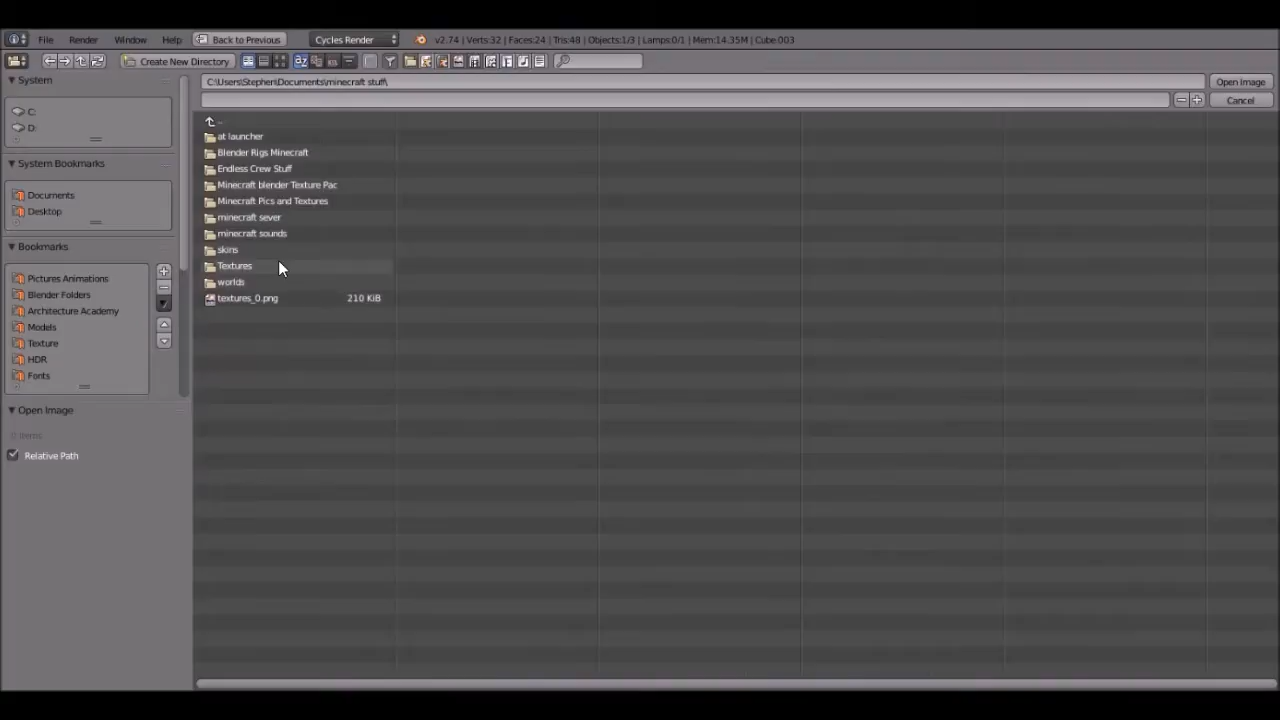 File Render Window Help Back to Previous Cycles Render v2.74 | Verts:32 | Faces:24 | Tris:48 | Objects:1/3 | Lamps:0/1 | Mem:14.35M | Cube.003
Create New Directory
System
C:\Users\Stephen\Documents\minecraft stuff\
Open Image
Cancel
C:
D:
System Bookmarks
Documents
Desktop
Bookmarks
Pictures Animations
Blender Folders
Architecture Academy
Models
Texture
HDR
Fonts
Open Image
Relative Path
..
at launcher
Blender Rigs Minecraft
Endless Crew Stuff
Minecraft blender Texture Pac
Minecraft Pics and Textures
minecraft sever
minecraft sounds
skins
Textures
worlds
textures_0.png 210 KiB